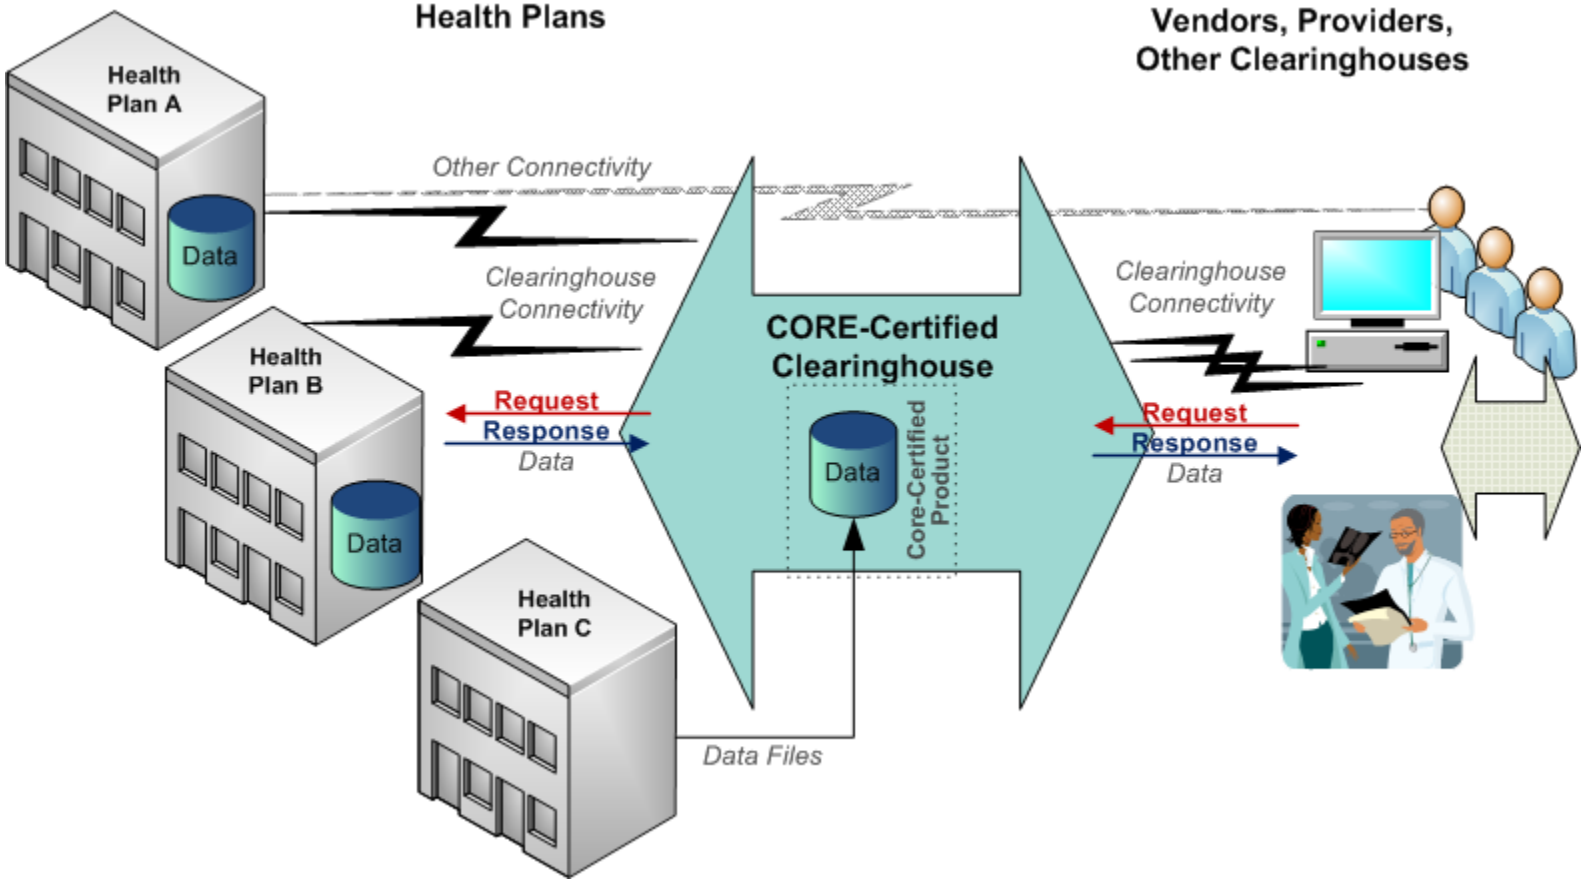 Health Plans
Vendors, Providers,
Other Clearinghouses
Health
Plan A
Data
Other Connectivity
Clearinghouse
Connectivity
Health
Plan B
Data
Request
Response
Data
CORE-Certified
Clearinghouse
Data
Core-Certified
Product
Clearinghouse
Connectivity
Request
Response
Data
Health
Plan C
Data Files